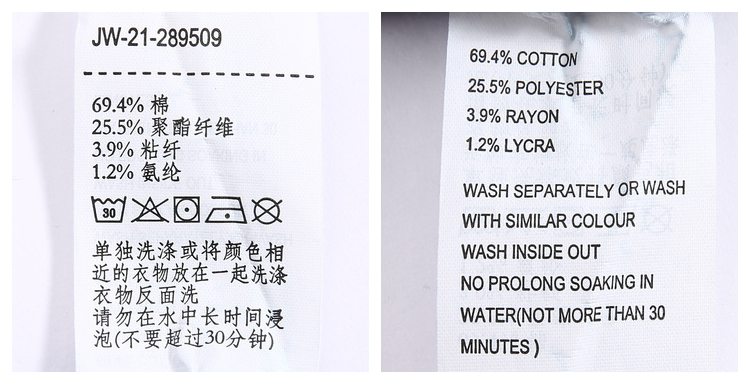 JW-21-289509
69.4% 棉
25.5% 聚酯纤维
3.9% 粘纤
1.2% 氨纶
30
单独洗涤或将颜色相
近的衣物放在一起洗涤
衣物反面洗
请勿在水中长时间浸
泡(不要超过30分钟)
69.4% COTTON
25.5% POLYESTER
3.9% RAYON
1.2% LYCRA
WASH SEPARATELY OR WASH
WITH SIMILAR COLOUR
WASH INSIDE OUT
NO PROLONG SOAKING IN
WATER(NOT MORE THAN 30
MINUTES )